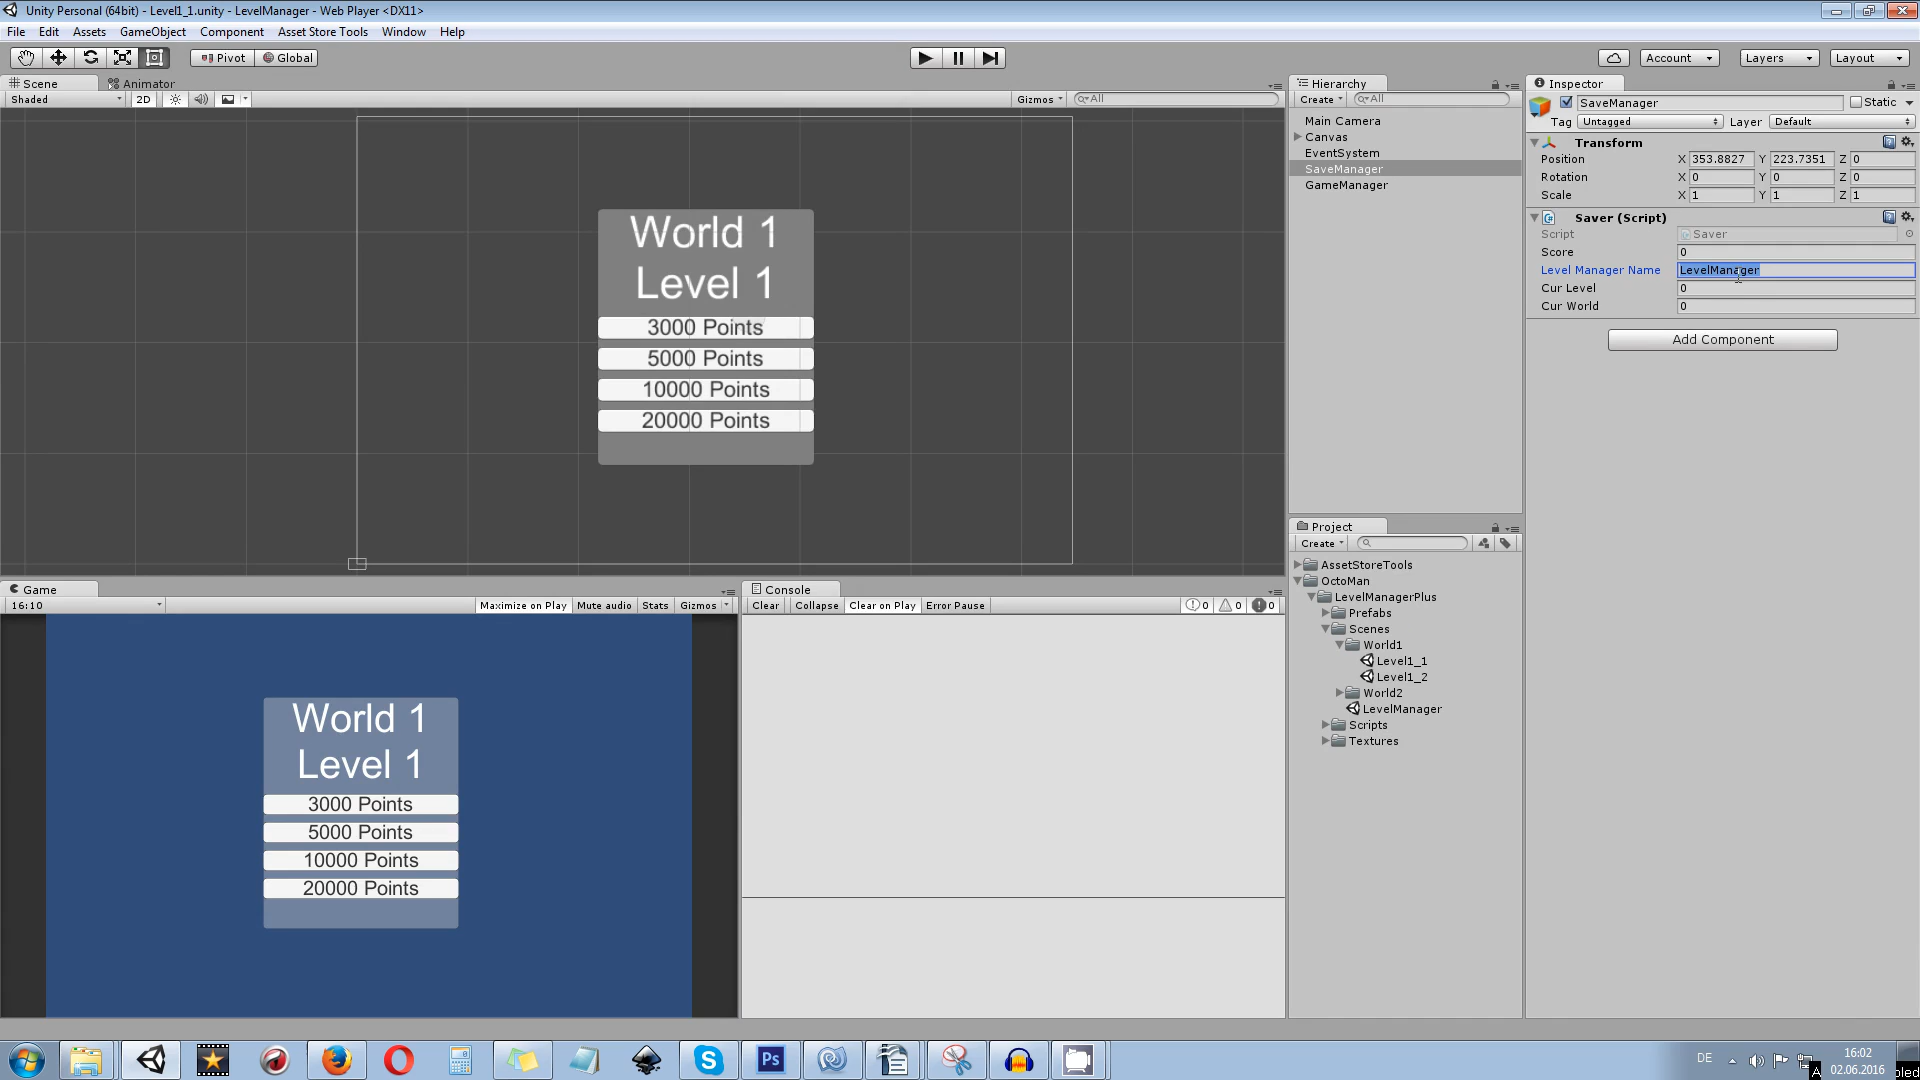 Unity Personal (64bit) - Level1_1.unity - LevelManager - Web Player <DX11>
File Edit Assets GameObject Component Asset Store Tools Window Help
Pivot Global Account Layers Layout
Scene Animator
Shaded 2D Gizmos All
World 1
Level 1
3000 Points
5000 Points
10000 Points
20000 Points
Game
16:10 Maximize on Play Mute audio Stats Gizmos
World 1
Level 1
3000 Points
5000 Points
10000 Points
20000 Points
Console
Clear Collapse Clear on Play Error Pause 0 0 0
Hierarchy
Create All
Main Camera
Canvas
EventSystem
SaveManager
GameManager
Project
Create
AssetStoreTools
OctoMan
LevelManagerPlus
Prefabs
Scenes
World1
Level1_1
Level1_2
World2
LevelManager
Scripts
Textures
Inspector
SaveManager Static
Tag Untagged Layer Default
Transform
Position X 353.8827 Y 223.7351 Z 0
Rotation X 0 Y 0 Z 0
Scale X 1 Y 1 Z 1
Saver (Script)
Script Saver
Score 0
Level Manager Name LevelManager
Cur Level 0
Cur World 0
Add Component
Ps
DE
16:02
02.06.2016